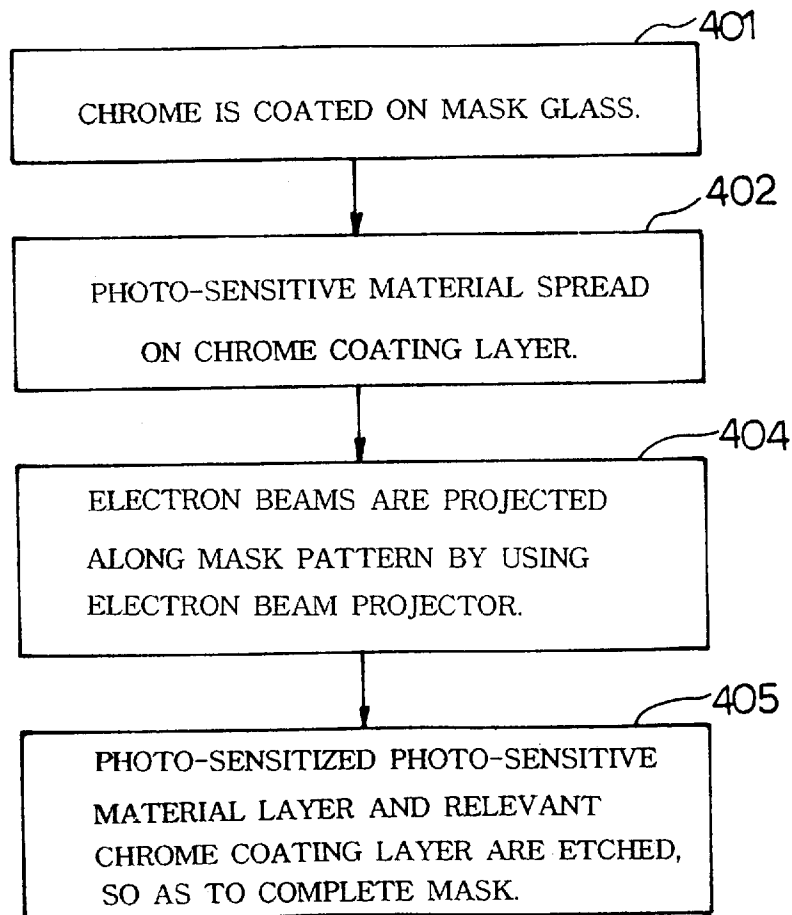 401
CHROME IS COATED ON MASK GLASS.
402
PHOTO-SENSITIVE MATERIAL SPREAD
ON CHROME COATING LAYER.
404
ELECTRON BEAMS ARE PROJECTED
ALONG MASK PATTERN BY USING
ELECTRON BEAM PROJECTOR.
405
PHOTO-SENSITIZED PHOTO-SENSITIVE
MATERIAL LAYER AND RELEVANT
CHROME COATING LAYER ARE ETCHED,
SO AS TO COMPLETE MASK.